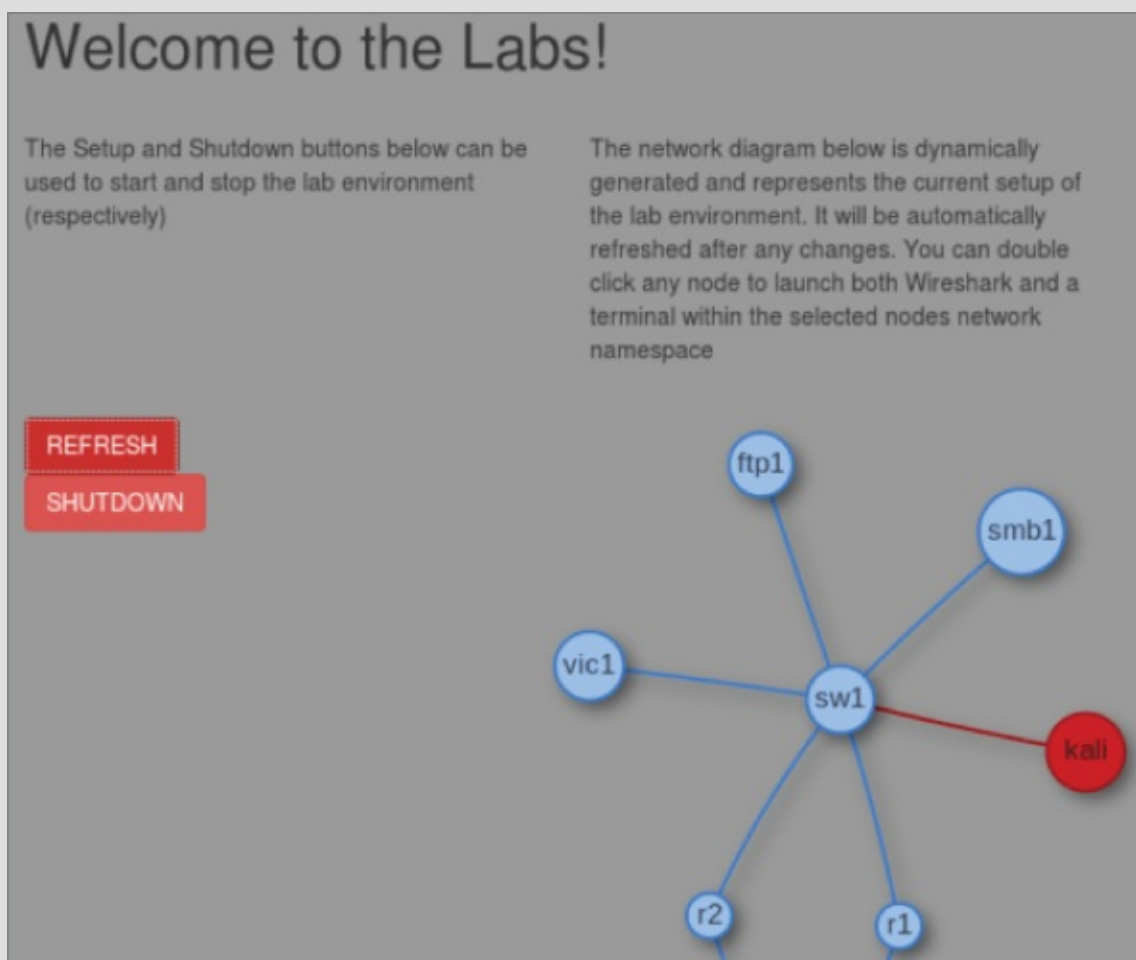 Welcome to the Labs!
The Setup and Shutdown buttons below can be
used to start and stop the lab environment
(respectively)
The network diagram below is dynamically
generated and represents the current setup of
the lab environment. It will be automatically
refreshed after any changes. You can double
click any node to launch both Wireshark and a
terminal within the selected nodes network
namespace
REFRESH
SHUTDOWN
ftp1
smb1
vic1
sw1
kali
r2
r1